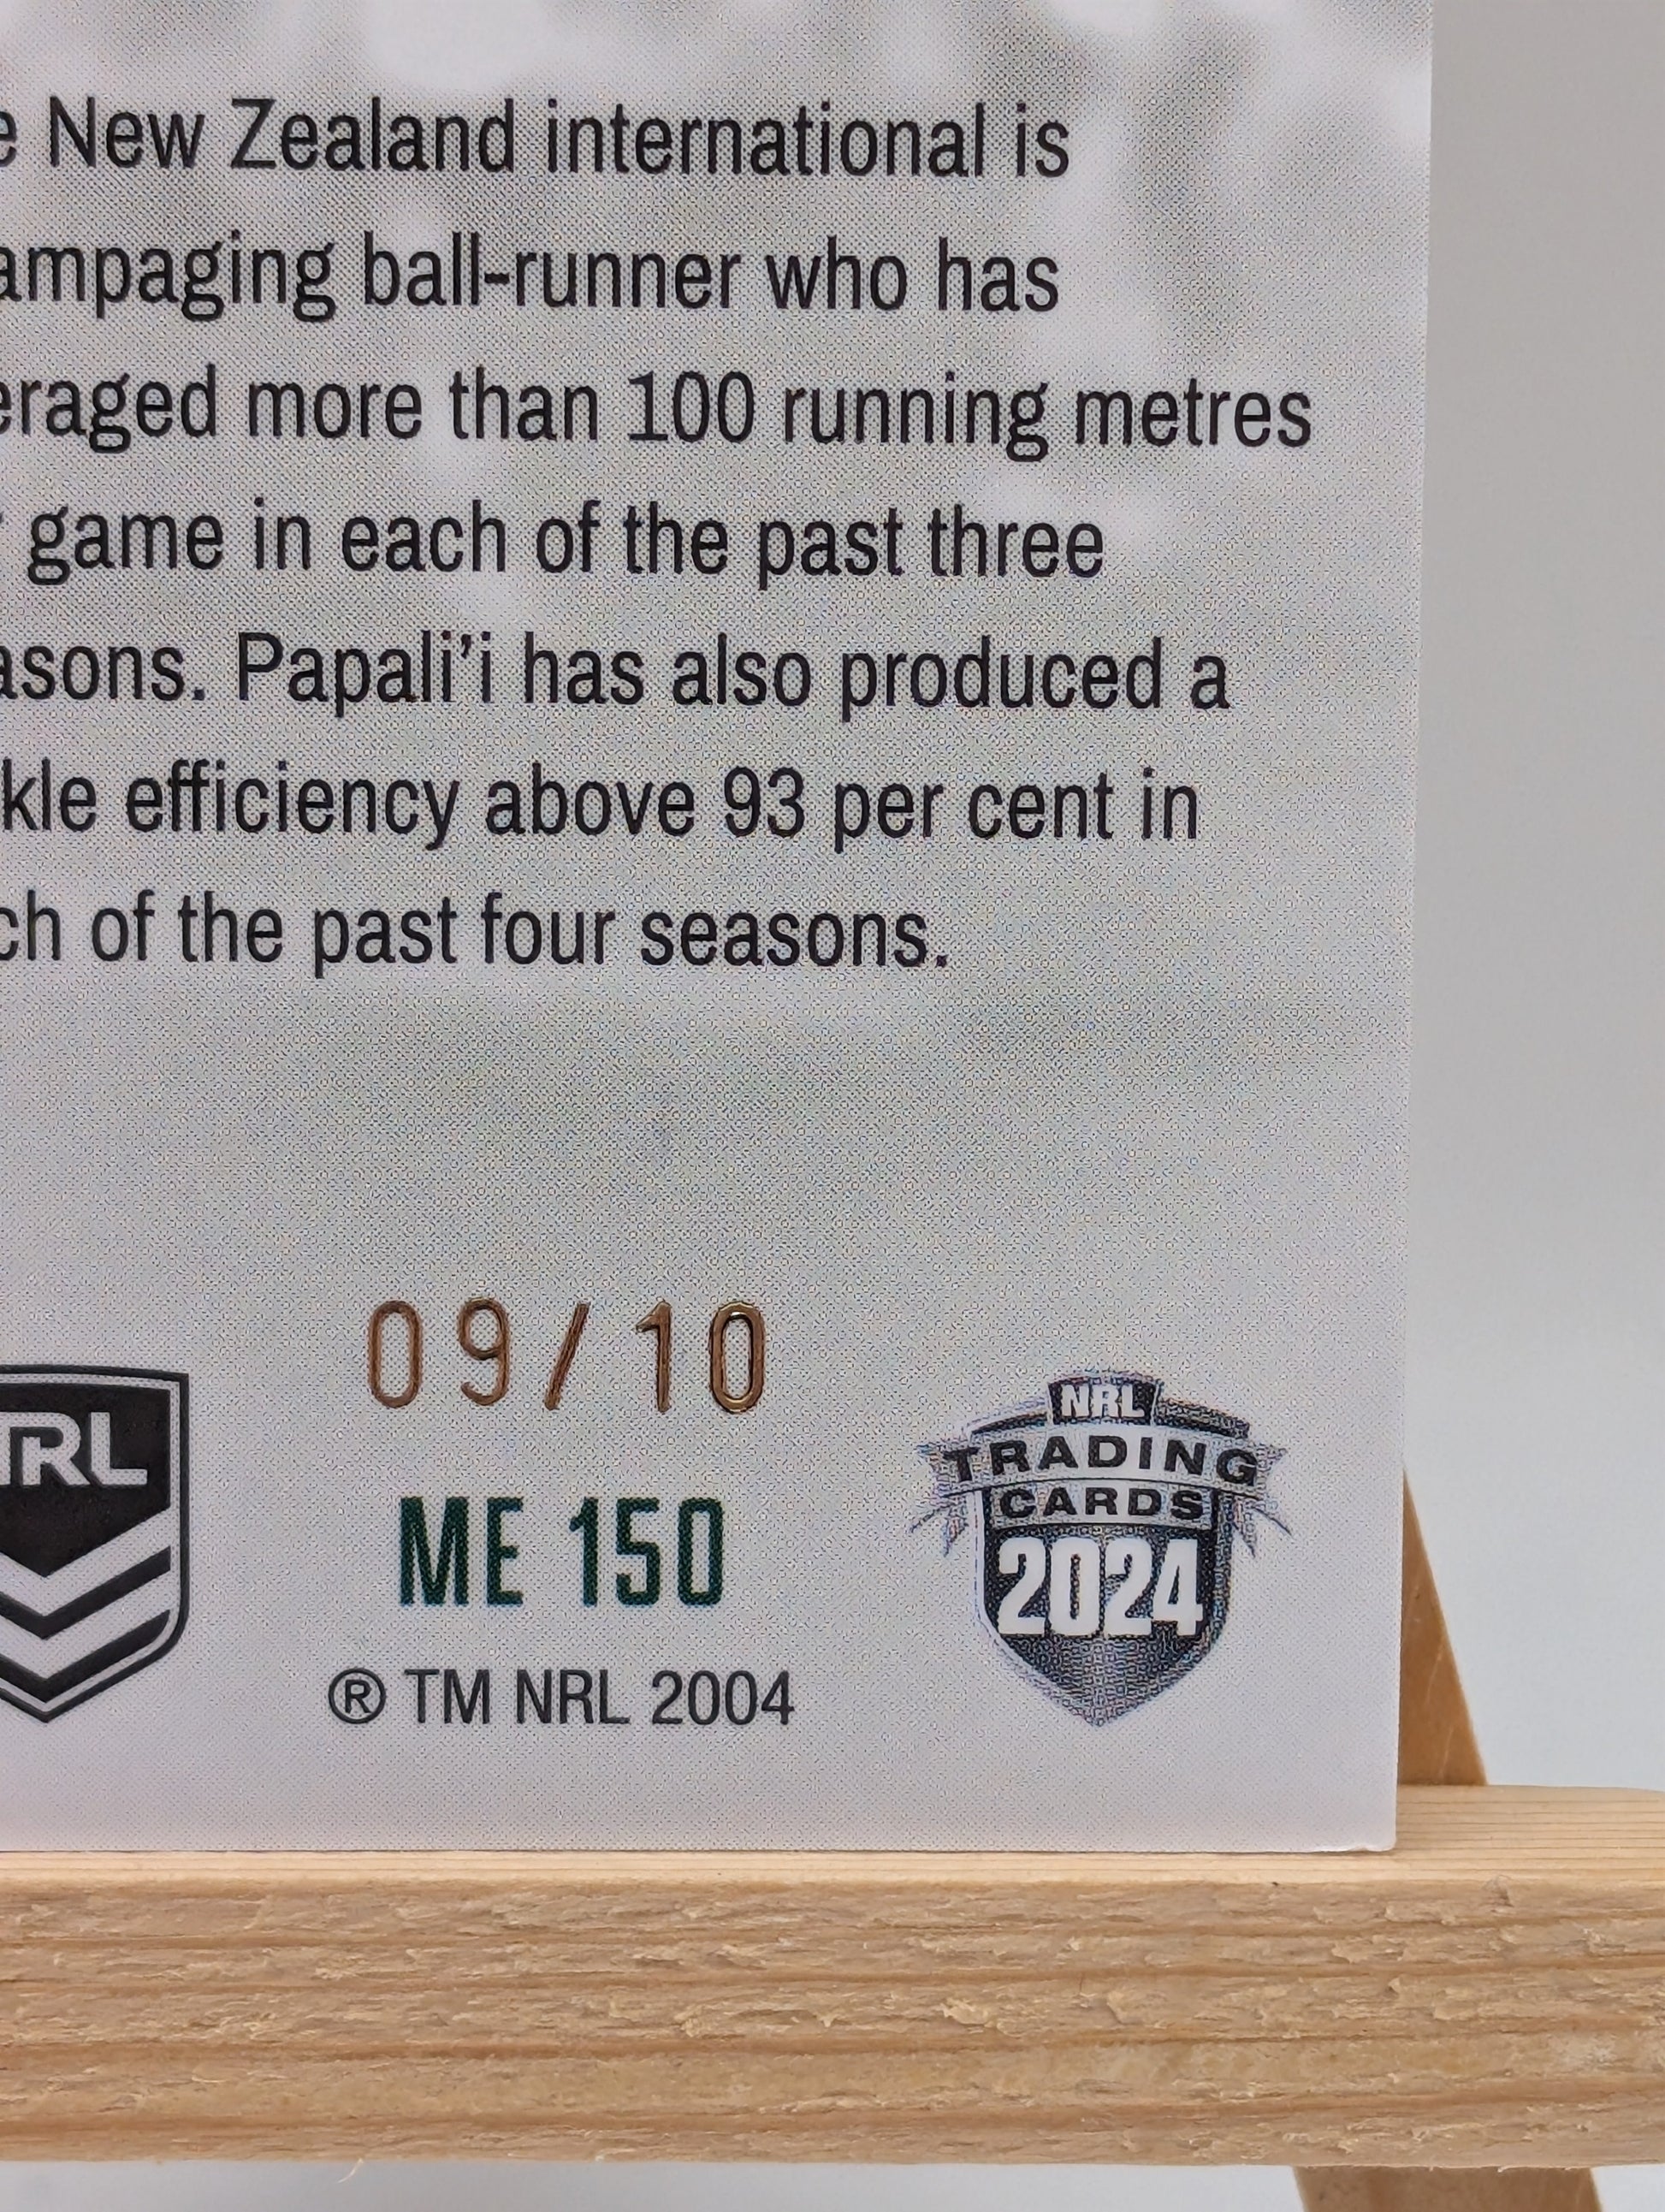 e New Zealand international is
ampaging ball-runner who has
eraged more than 100 running metres
game in each of the past three
asons. Papali'i has also produced a
kle efficiency above 93 per cent in
ch of the past four seasons.
09/10
RL
ME 150
® TM NRL 2004
NRL
TRADING
CARDS
2024